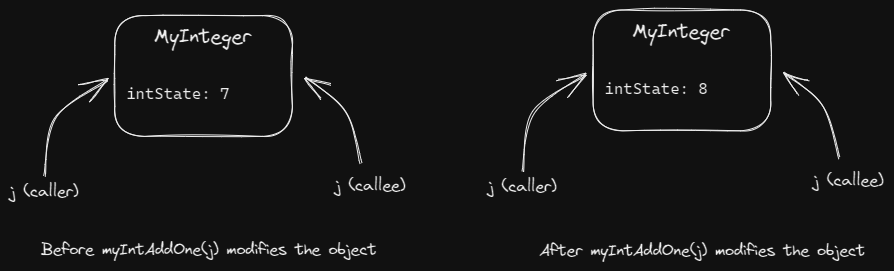 MyInteger
intState: 7
j (caller)
j (callee)
Before myIntAddOne(j) modifies the object
MyInteger
intState: 8
j (caller)
j (callee)
After myIntAddOne(j) modifies the object